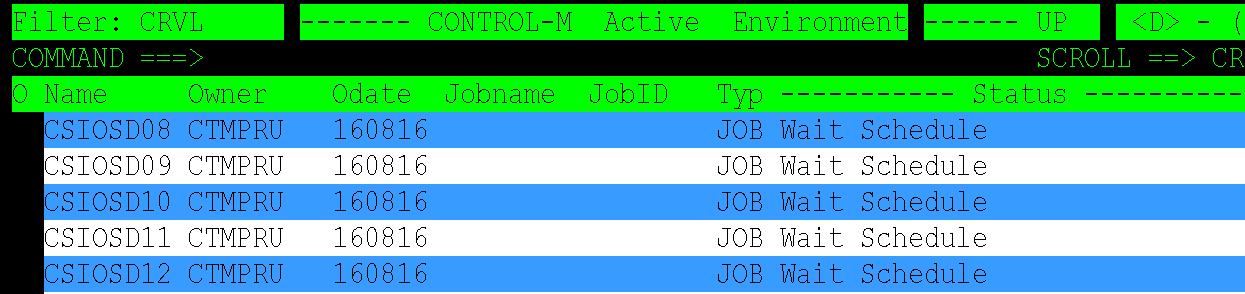 Filter: CRVL ------- CONTROL-M Active Environment ------ UP <D> - (
COMMAND ===> SCROLL ==> CR
O Name Owner Odate Jobname JobID Typ ----------- Status ----------
CSIOSD08 CTMPRU 160816 JOB Wait Schedule
CSIOSD09 CTMPRU 160816 JOB Wait Schedule
CSIOSD10 CTMPRU 160816 JOB Wait Schedule
CSIOSD11 CTMPRU 160816 JOB Wait Schedule
CSIOSD12 CTMPRU 160816 JOB Wait Schedule